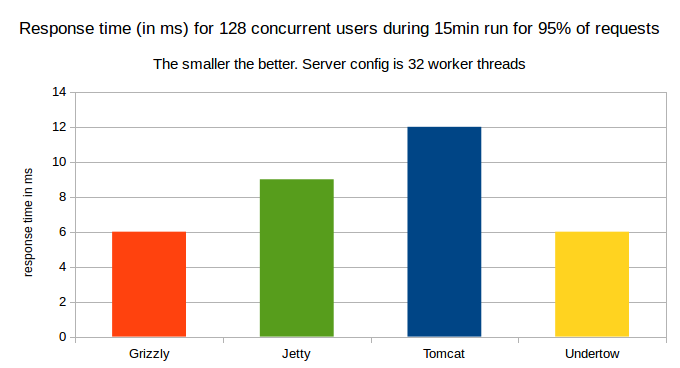 Response time (in ms) for 128 concurrent users during 15min run for 95% of requests
The smaller the better. Server config is 32 worker threads
response time in ms
14
12
10
8
6
4
2
0
Grizzly Jetty Tomcat Undertow